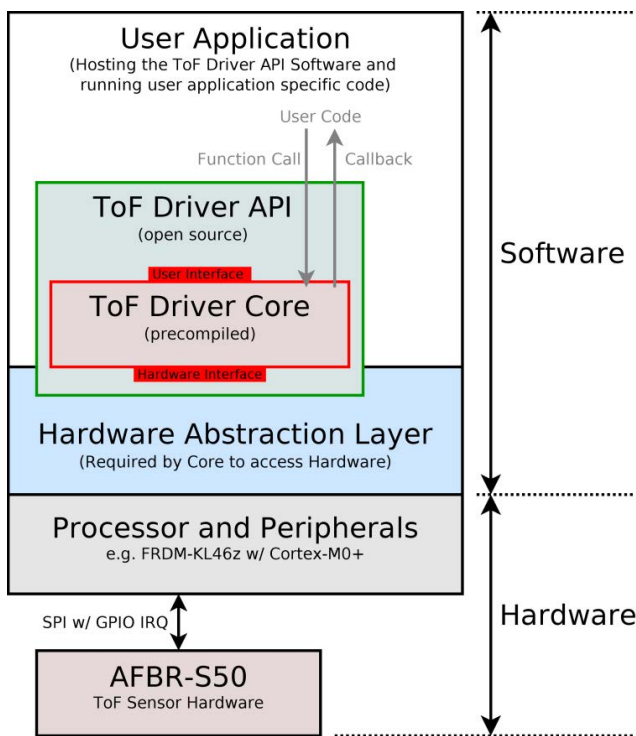 User Application
(Hosting the ToF Driver API Software and
running user application specific code)
User Code
Function Call
Callback
ToF Driver API
(open source)
User Interface
ToF Driver Core
(precompiled)
Hardware Interface
Hardware Abstraction Layer
(Required by Core to access Hardware)
Processor and Peripherals
e.g. FRDM-KL46z w/ Cortex-M0+
SPI w/ GPIO IRQ
AFBR-S50
ToF Sensor Hardware
Software
Hardware